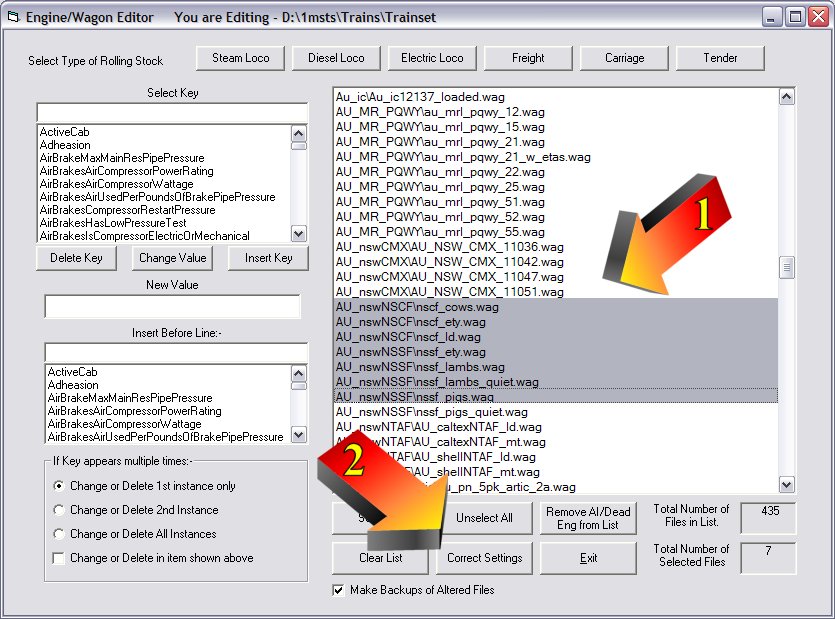 Engine/Wagon Editor You are Editing - D:\1msts\Trains\Trainset
Select Type of Rolling Stock
Steam Loco
Diesel Loco
Electric Loco
Freight
Carriage
Tender
Select Key
ActiveCab
Adheasion
AirBrakeMaxMainResPipePressure
AirBrakesAirCompressorPowerRating
AirBrakesAirCompressorWattage
AirBrakesAirUsedPerPoundsOfBrakePipePressure
AirBrakesCompressorRestartPressure
AirBrakesHasLowPressureTest
AirBrakesIsCompressorElectricOrMechanical
Delete Key
Change Value
Insert Key
New Value
Insert Before Line:-
ActiveCab
Adheasion
AirBrakeMaxMainResPipePressure
AirBrakesAirCompressorPowerRating
AirBrakesAirCompressorWattage
AirBrakesAirUsedPerPoundsOfBrakePipePressure
If Key appears multiple times:-
Change or Delete 1st instance only
Change or Delete 2nd Instance
Change or Delete All Instances
Change or Delete in item shown above
Au_ic\Au_ic12137_loaded.wag
AU_MR_PQWY\au_mrl_pqwy_12.wag
AU_MR_PQWY\au_mrl_pqwy_15.wag
AU_MR_PQWY\au_mrl_pqwy_21.wag
AU_MR_PQWY\au_mrl_pqwy_21_w_etas.wag
AU_MR_PQWY\au_mrl_pqwy_22.wag
AU_MR_PQWY\au_mrl_pqwy_25.wag
AU_MR_PQWY\au_mrl_pqwy_51.wag
AU_MR_PQWY\au_mrl_pqwy_52.wag
AU_MR_PQWY\au_mrl_pqwy_55.wag
AU_nswCMX\AU_NSW_CMX_11036.wag
AU_nswCMX\AU_NSW_CMX_11042.wag
AU_nswCMX\AU_NSW_CMX_11047.wag
AU_nswCMX\AU_NSW_CMX_11051.wag
AU_nswNSCF\nscf_cows.wag
AU_nswNSCF\nscf_ety.wag
AU_nswNSCF\nscf_ld.wag
AU_nswNSSF\nssf_ety.wag
AU_nswNSSF\nssf_lambs.wag
AU_nswNSSF\nssf_lambs_quiet.wag
AU_nswNSSF\nssf_pigs.wag
AU_nswNSSF\nssf_pigs_quiet.wag
AU_nswNTAF\AU_caltexNTAF_ld.wag
AF\AU_caltexNTAF_mt.wag
AF\AU_shellNTAF_ld.wag
AF\AU_shellNTAF_mt.wag
u_pn_5pk_artic_2a.wag
1
2
Unselect All
Remove AI/Dead
Eng from List
Total Number of
Files in List.
435
Clear List
Correct Settings
Exit
Total Number of
Selected Files
7
Make Backups of Altered Files